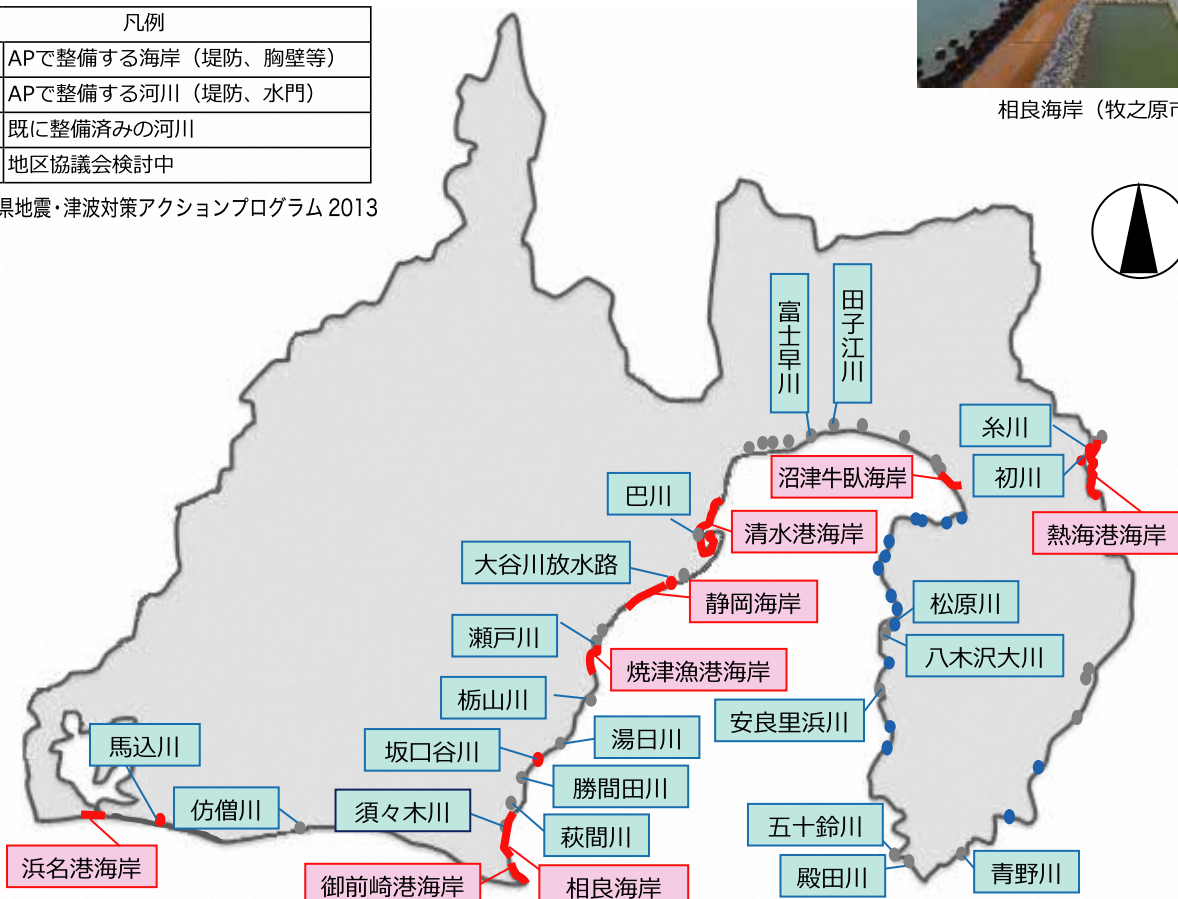 凡例
APで整備する海岸（堤防、胸壁等）
APで整備する河川（堤防、水門）
既に整備済みの河川
地区協議会検討中
県地震・津波対策アクションプログラム 2013
相良海岸（牧之原市
富士早川
田子江川
糸川
初川
沼津牛臥海岸
熱海港海岸
巴川
清水港海岸
大谷川放水路
静岡海岸
松原川
八木沢大川
瀬戸川
焼津漁港海岸
栃山川
安良里浜川
湯日川
坂口谷川
馬込川
勝間田川
仿僧川
須々木川
萩間川
五十鈴川
浜名港海岸
御前崎港海岸
相良海岸
殿田川
青野川